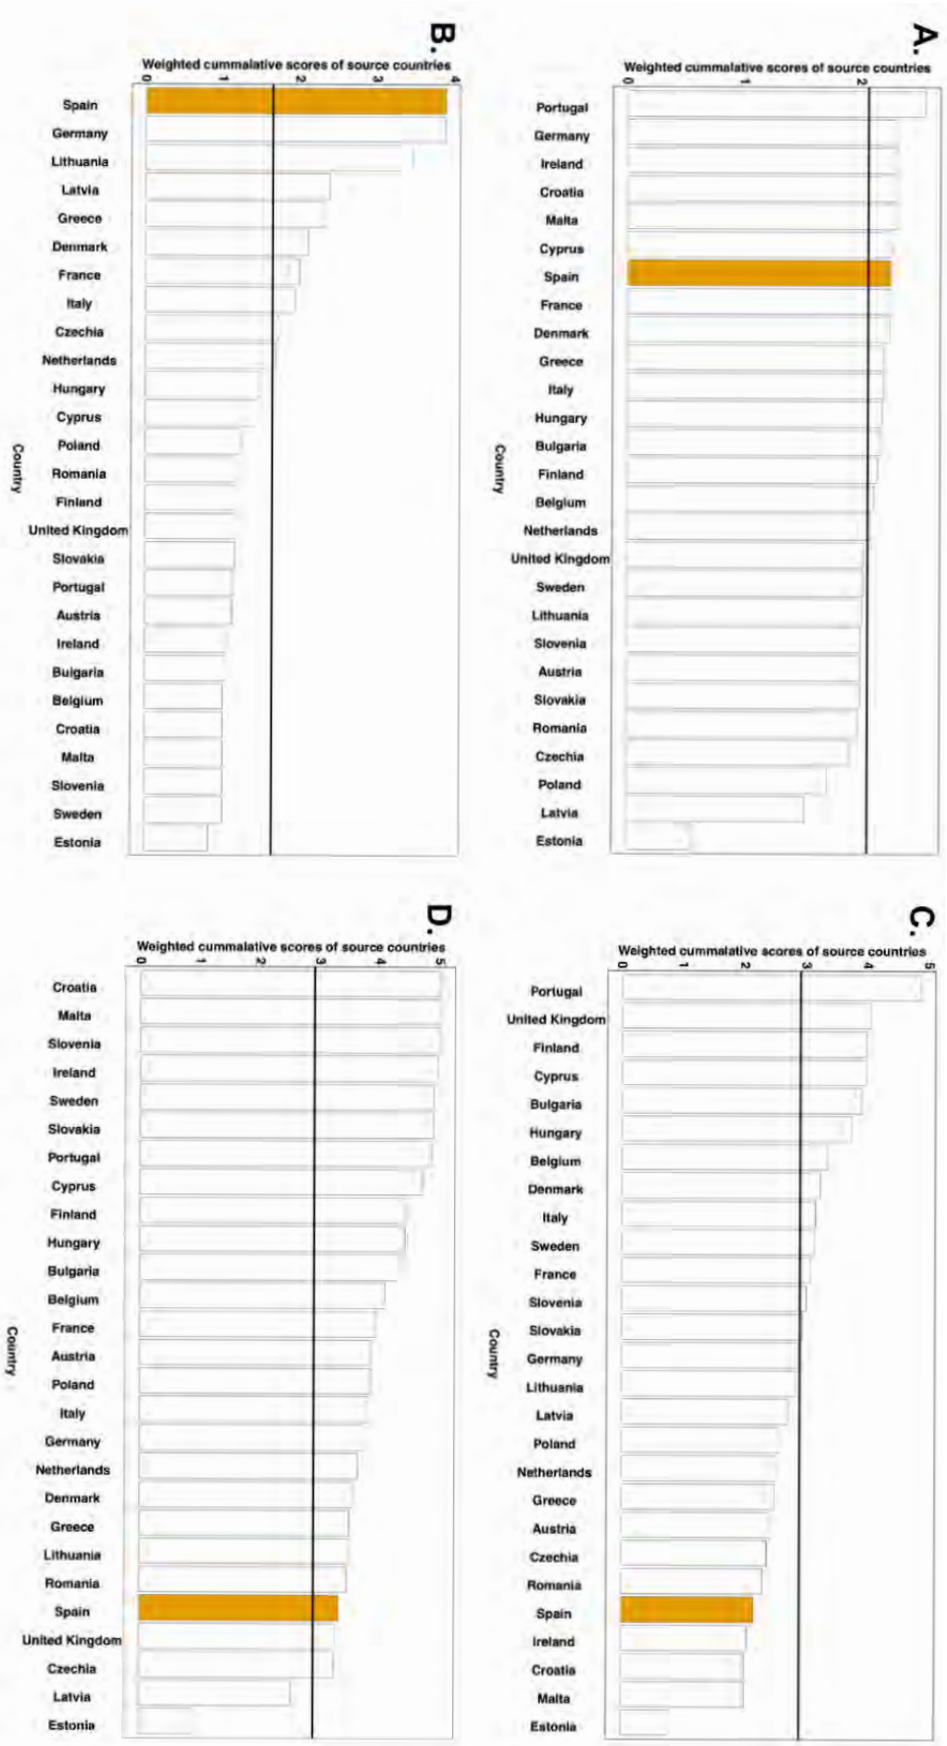 A.
Weighted cummalative scores of source countries
0 1 2
Portugal
Germany
Ireland
Croatia
Malta
Cyprus
Spain
France
Denmark
Greece
Italy
Hungary
Bulgaria
Finland
Belgium
Netherlands
United Kingdom
Sweden
Lithuania
Slovenia
Austria
Slovakia
Romania
Czechia
Poland
Latvia
Estonia
Country
B.
Weighted cummalative scores of source countries
0 1 2 3 4
Spain
Germany
Lithuania
Latvia
Greece
Denmark
France
Italy
Czechia
Netherlands
Hungary
Cyprus
Poland
Romania
Finland
United Kingdom
Slovakia
Portugal
Austria
Ireland
Bulgaria
Belgium
Croatia
Malta
Slovenia
Sweden
Estonia
Country
C.
Weighted cummalative scores of source countries
0 1 2 3 4 5
Portugal
United Kingdom
Finland
Cyprus
Bulgaria
Hungary
Belgium
Denmark
Italy
Sweden
France
Slovenia
Slovakia
Germany
Lithuania
Latvia
Poland
Netherlands
Greece
Austria
Czechia
Romania
Spain
Ireland
Croatia
Malta
Estonia
Country
D.
Weighted cummalative scores of source countries
0 1 2 3 4 5
Croatia
Malta
Slovenia
Ireland
Sweden
Slovakia
Portugal
Cyprus
Finland
Hungary
Bulgaria
Belgium
France
Austria
Poland
Italy
Germany
Netherlands
Denmark
Greece
Lithuania
Romania
Spain
United Kingdom
Czechia
Latvia
Estonia
Country